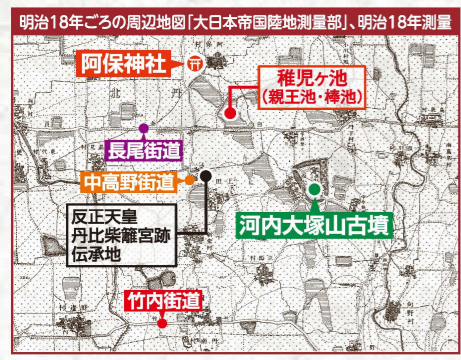 明治18年ごろの周辺地図「大日本帝国陸地測量部」、明治18年測量
阿保神社
稚児ヶ池
(親王池・棒池)
長尾街道
中高野街道
反正天皇
丹比柴籬宮跡
伝承地
河内大塚山古墳
竹内街道